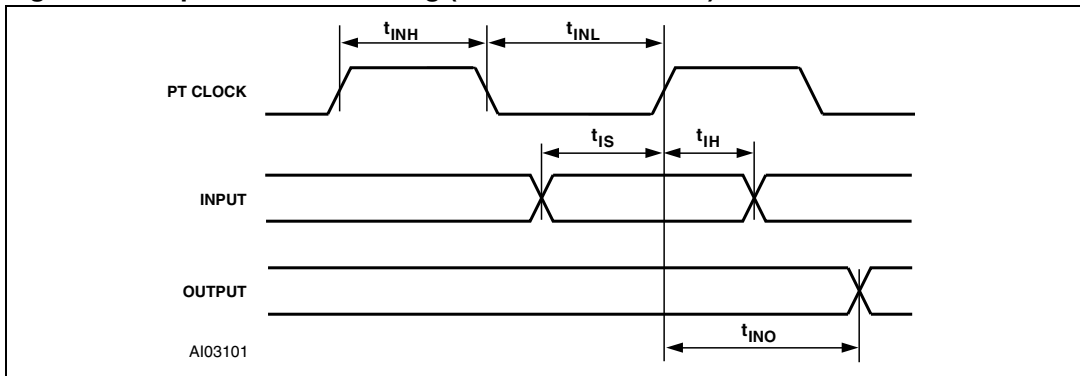 tINH
tINL
PT CLOCK
tIS
tIH
INPUT
OUTPUT
tINO
AI03101